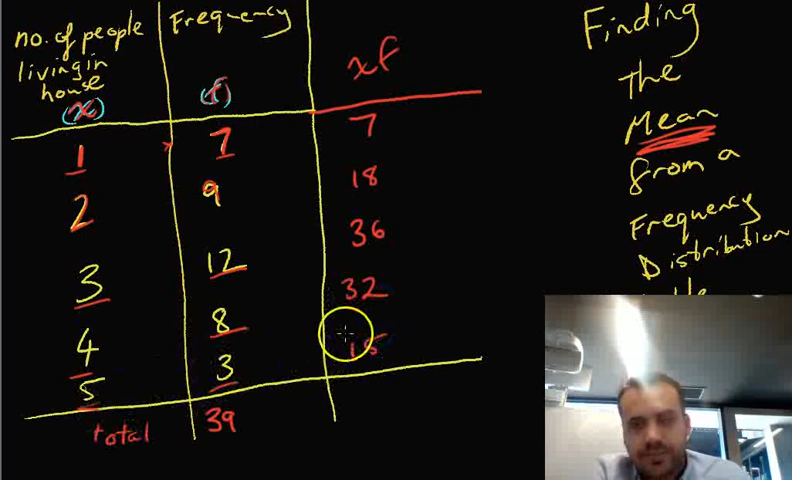 no. of people
living in
house
(x)
Frequency
(f)
xf
1 7 7
2 9 18
3 12 36
4 8 32
5 3 15
total 39
Finding
the
Mean
from a
Frequency
Distribution